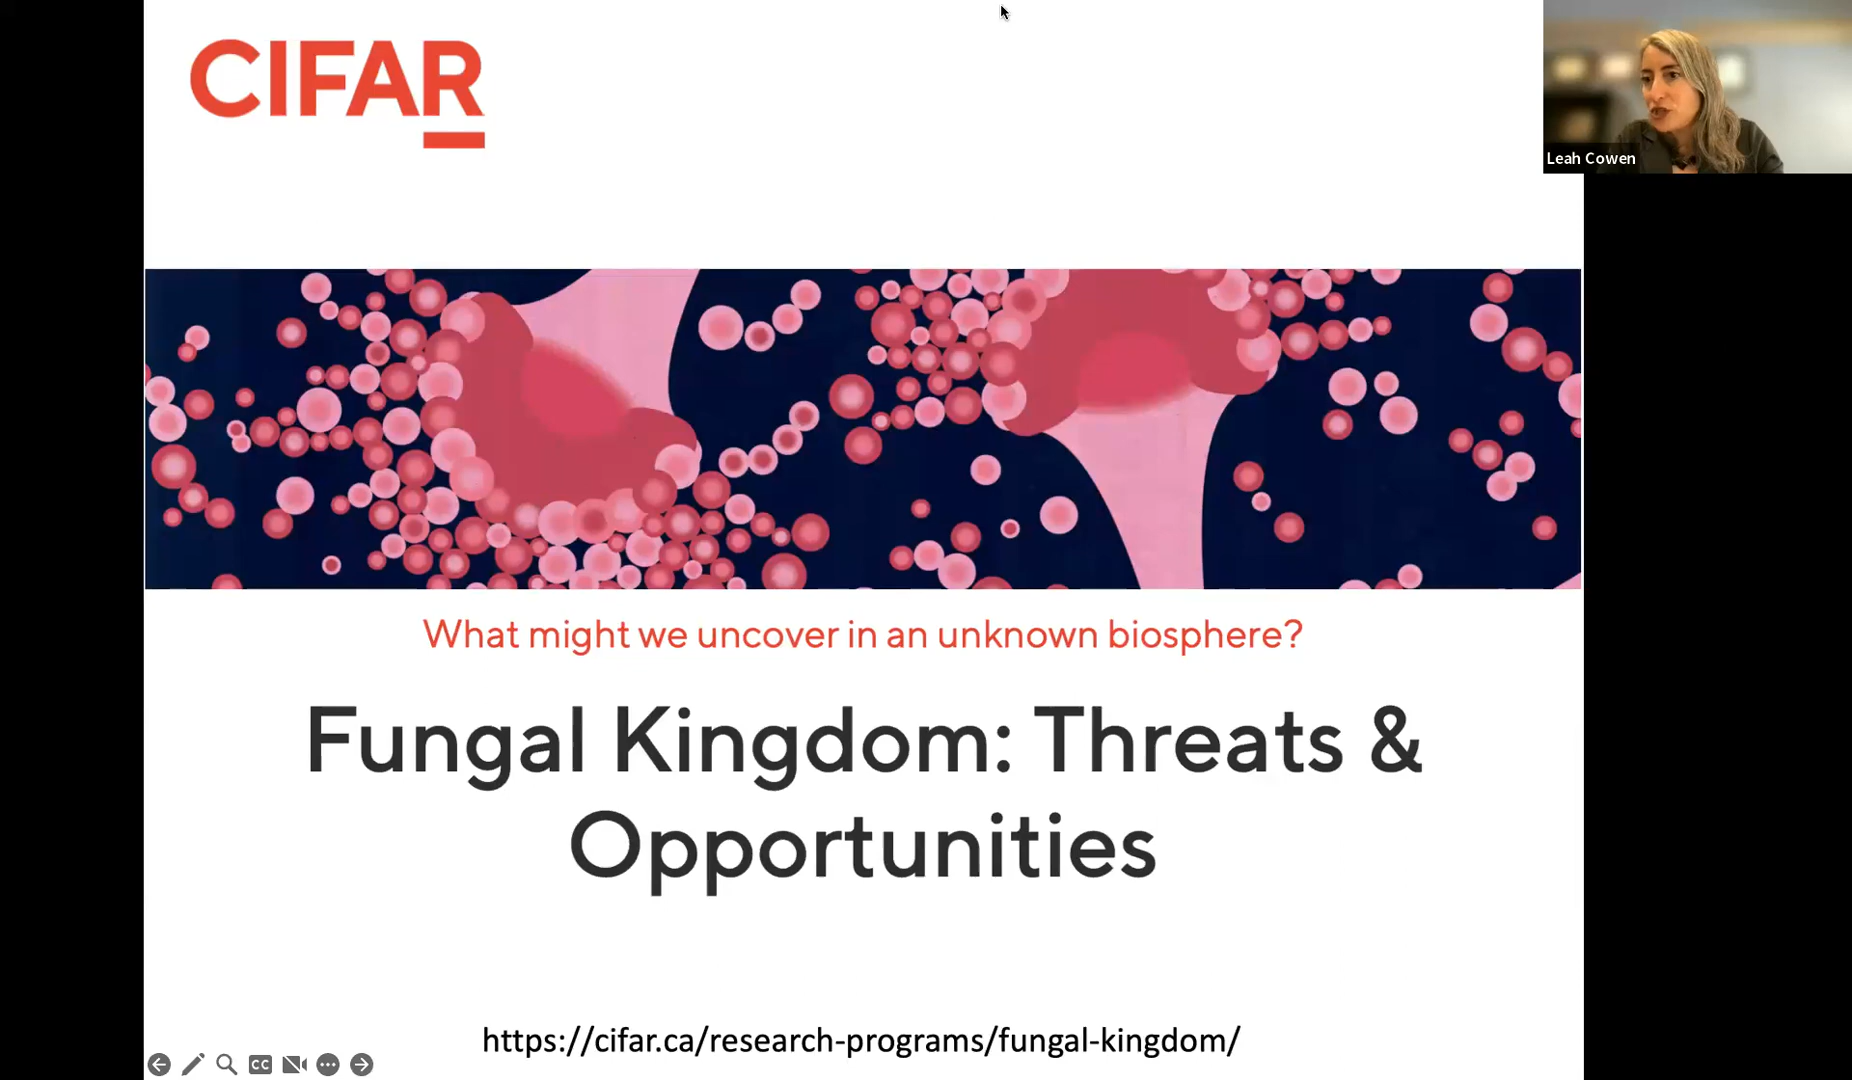 CIFAR
Leah Cowen
What might we uncover in an unknown biosphere?
Fungal Kingdom: Threats &
Opportunities
https://cifar.ca/research-programs/fungal-kingdom/
CC